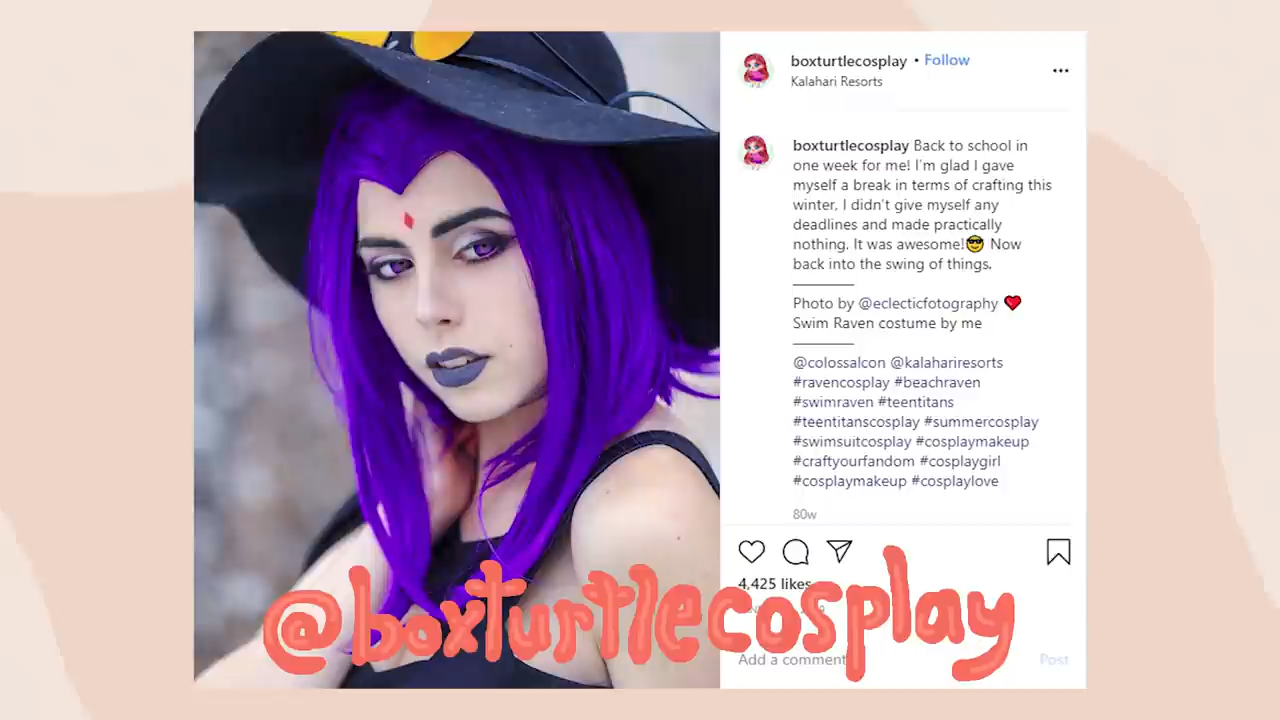 boxturtlecosplay • Follow
Kalahari Resorts
boxturtlecosplay Back to school in
one week for me! I'm glad I gave
myself a break in terms of crafting this
winter, I didn't give myself any
deadlines and made practically
nothing. It was awesome!😎 Now
back into the swing of things.
Photo by @eclecticfotography ❤️
Swim Raven costume by me
@colossalcon @kalahariresorts
#ravencosplay #beachraven
#swimraven #teentitans
#teentitanscosplay #summercosplay
#swimsuitcosplay #cosplaymakeup
#craftyourfandom #cosplaygirl
#cosplaymakeup #cosplaylove
80w
4,425 likes
@boxturtlecosplay
Add a comment
Post